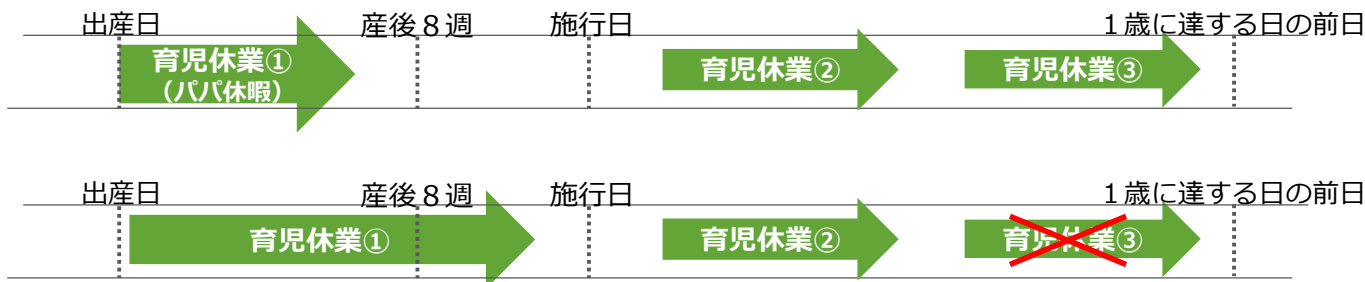 出産日 産後８週 施行日 １歳に達する日の前日
育児休業①
(パパ休暇)
育児休業② 育児休業③
出産日 産後８週 施行日 １歳に達する日の前日
育児休業① 育児休業② 育児休業③